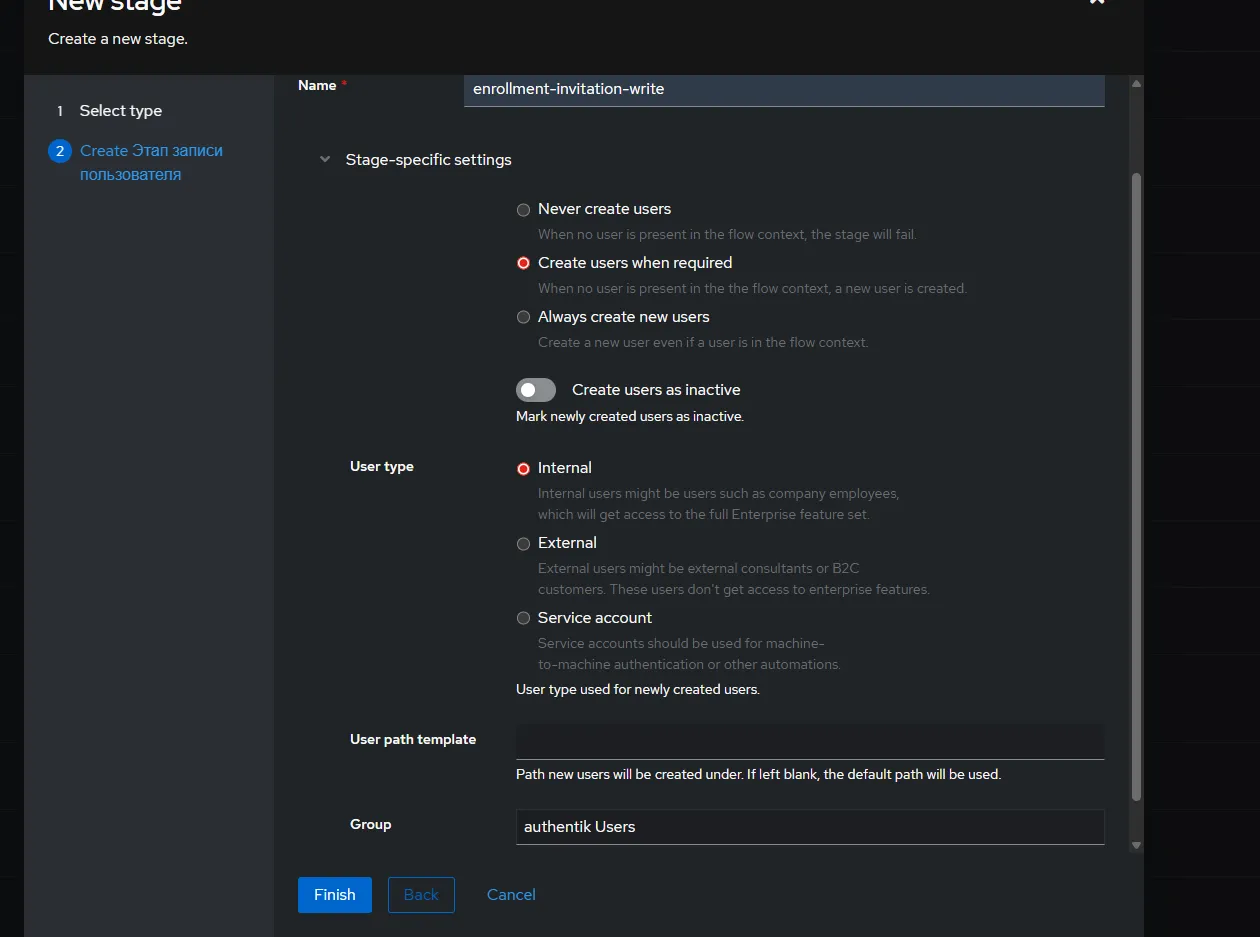 New stage
Create a new stage.
1 Select type
2 Create Этап записи
пользователя
Name *
enrollment-invitation-write
Stage-specific settings
Never create users
When no user is present in the flow context, the stage will fail.
Create users when required
When no user is present in the the flow context, a new user is created.
Always create new users
Create a new user even if a user is in the flow context.
Create users as inactive
Mark newly created users as inactive.
User type
Internal
Internal users might be users such as company employees,
which will get access to the full Enterprise feature set.
External
External users might be external consultants or B2C
customers. These users don't get access to enterprise features.
Service account
Service accounts should be used for machine-
to-machine authentication or other automations.
User type used for newly created users.
User path template
Path new users will be created under. If left blank, the default path will be used.
Group
authentik Users
Finish
Back
Cancel